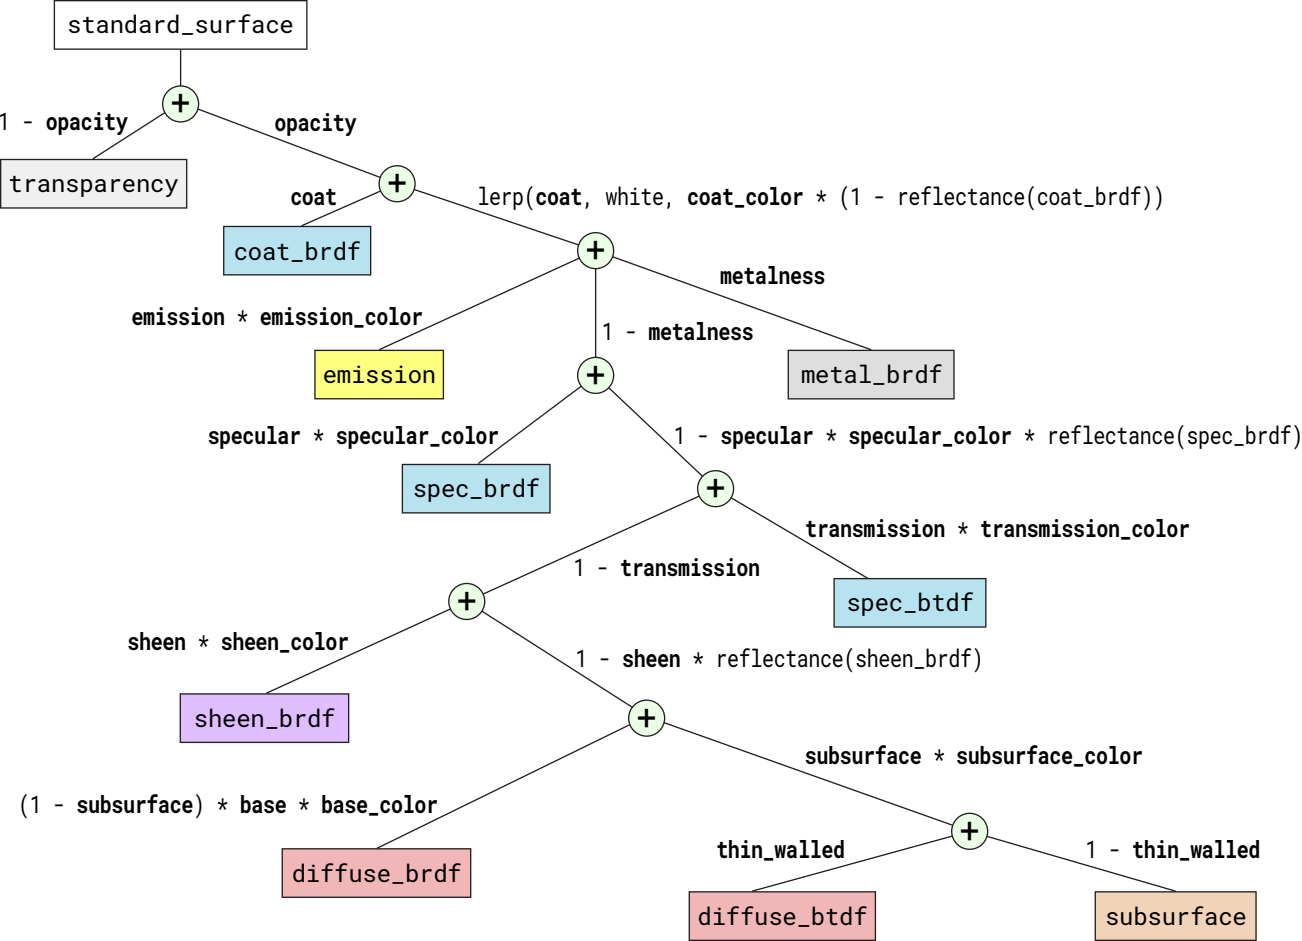 standard_surface
+
1 - opacity
opacity
transparency
+
coat
lerp(coat, white, coat_color * (1 - reflectance(coat_brdf))
coat_brdf
+
metalness
emission * emission_color
1 - metalness
emission
+
metal_brdf
specular * specular_color
1 - specular * specular_color * reflectance(spec_brdf)
spec_brdf
+
transmission * transmission_color
1 - transmission
+
spec_btdf
sheen * sheen_color
1 - sheen * reflectance(sheen_brdf)
sheen_brdf
+
subsurface * subsurface_color
(1 - subsurface) * base * base_color
+
thin_walled
1 - thin_walled
diffuse_brdf
diffuse_btdf
subsurface